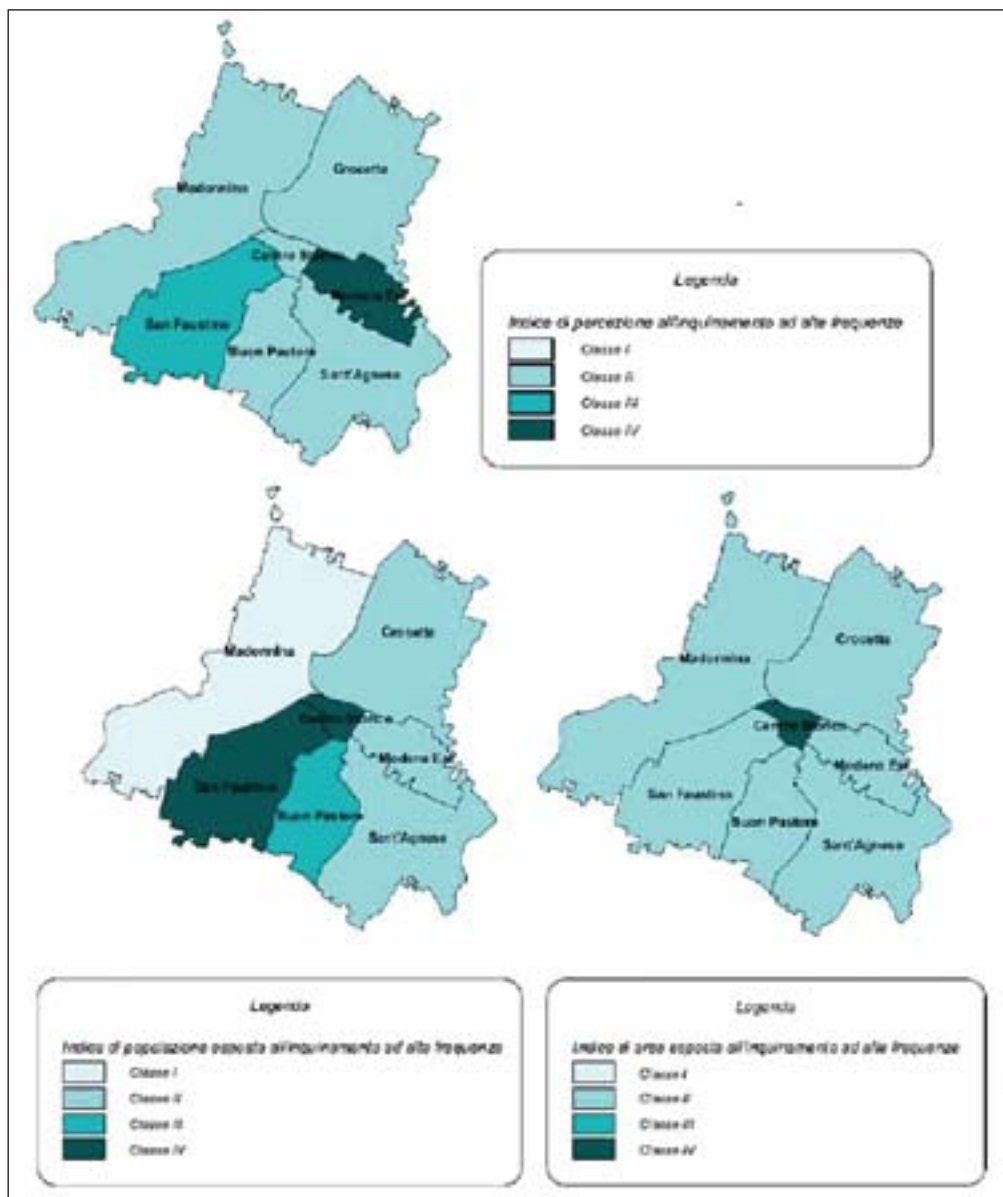 Madonnina
Crocetta
Centro Storico
Modena Est
San Faustino
Buon Pastore
Sant'Agnese
Legenda
Indice di percezione all'inquinamento ad alte frequenze
Classe I
Classe II
Classe III
Classe IV
Madonnina
Crocetta
Centro Storico
Modena Est
San Faustino
Buon Pastore
Sant'Agnese
Madonnina
Crocetta
Centro Storico
Modena Est
San Faustino
Buon Pastore
Sant'Agnese
Legenda
Indice di popolazione esposta all'inquinamento ad alte frequenze
Classe I
Classe II
Classe III
Classe IV
Legenda
Indice di area esposta all'inquinamento ad alte frequenze
Classe I
Classe II
Classe III
Classe IV